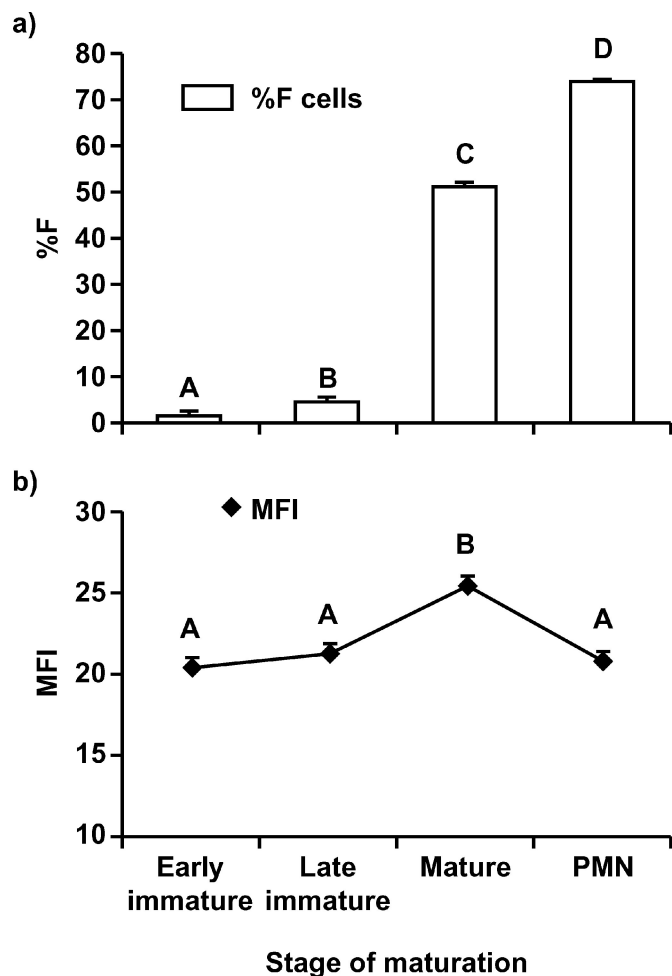 a)
80
70
60
50
40
30
20
10
0
%F
%F cells
A
B
C
D
b)
30
25
20
15
10
MFI
MFI
A
A
B
A
Early immature
Late immature
Mature
PMN
Stage of maturation